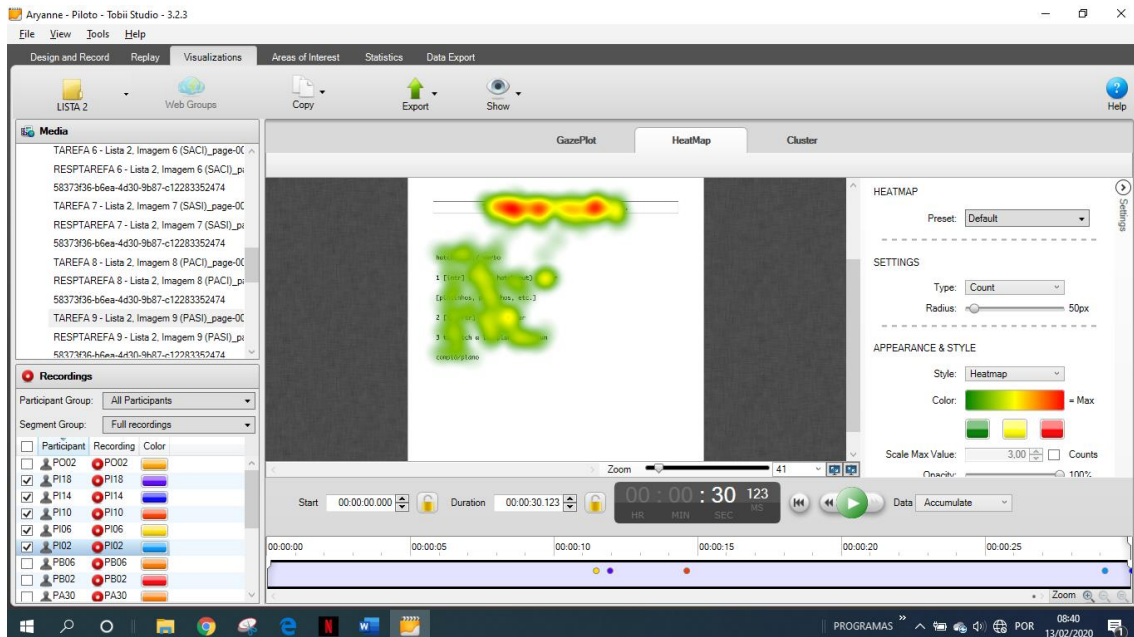 Aryanne - Piloto - Tobii Studio - 3.2.3
File View Tools Help
Design and Record Replay Visualizations Areas of Interest Statistics Data Export
LISTA 2 Web Groups Copy Export Show Help
Media
TAREFA 6 - Lista 2, Imagem 6 (SACI)_page-00
RESPTAREFA 6 - Lista 2, Imagem 6 (SACI)_pa
58373f36-b6ea-4d30-9b87-c12283352474
TAREFA 7 - Lista 2, Imagem 7 (SASI)_page-00
RESPTAREFA 7 - Lista 2, Imagem 7 (SASI)_pa
58373f36-b6ea-4d30-9b87-c12283352474
TAREFA 8 - Lista 2, Imagem 8 (PACI)_page-00
RESPTAREFA 8 - Lista 2, Imagem 8 (PACI)_pa
58373f36-b6ea-4d30-9b87-c12283352474
TAREFA 9 - Lista 2, Imagem 9 (PASI)_page-00
RESPTAREFA 9 - Lista 2, Imagem 9 (PASI)_pa
58373f36-b6ea-4d30-9b87-c12283352474
Recordings
Participant Group: All Participants
Segment Group: Full recordings
Participant Recording Color
PO02 PO02
PI18 PI18
PI14 PI14
PI10 PI10
PI06 PI06
PI02 PI02
PB06 PB06
PB02 PB02
PA30 PA30
GazePlot HeatMap Cluster
1
etc.]
2
3
HEATMAP
Preset: Default
SETTINGS
Type: Count
Radius: 50px
APPEARANCE & STYLE
Style: Heatmap
Color: = Max
Scale Max Value: 3,00 Counts
Opacity: 100%
Settings
Zoom 41
Start 00:00:00.000 Duration 00:00:30.123 00 : 00 : 30 123 Data Accumulate
HR MIN SEC MS
00:00:00 00:00:05 00:00:10 00:00:15 00:00:20 00:00:25
Zoom
PROGRAMAS POR 08:40
13/02/2020